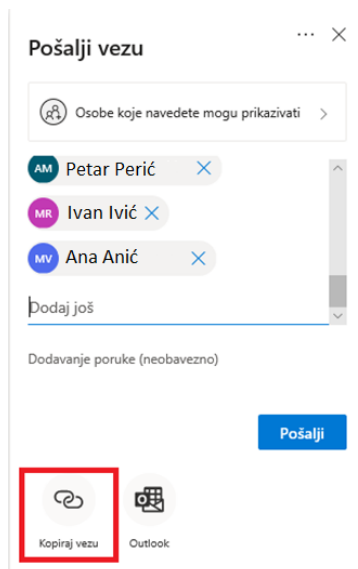 Pošalji vezu
Osobe koje navedete mogu prikazivati
AM Petar Perić
MR Ivan Ivić
MV Ana Anić
Dodaj još
Dodavanje poruke (neobavezno)
Pošalji
Kopiraj vezu Outlook